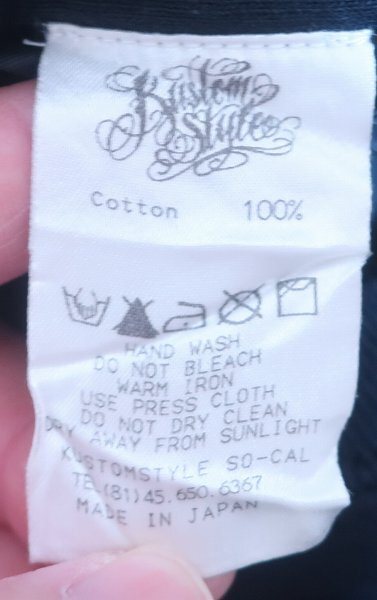 Kustom
Style
Cotton 100%
HAND WASH
DO NOT BLEACH
WARM IRON
USE PRESS CLOTH
DO NOT DRY CLEAN
DRY AWAY FROM SUNLIGHT
KUSTOMSTYLE SO-CAL
TEL(81)45.650.6367
MADE IN JAPAN